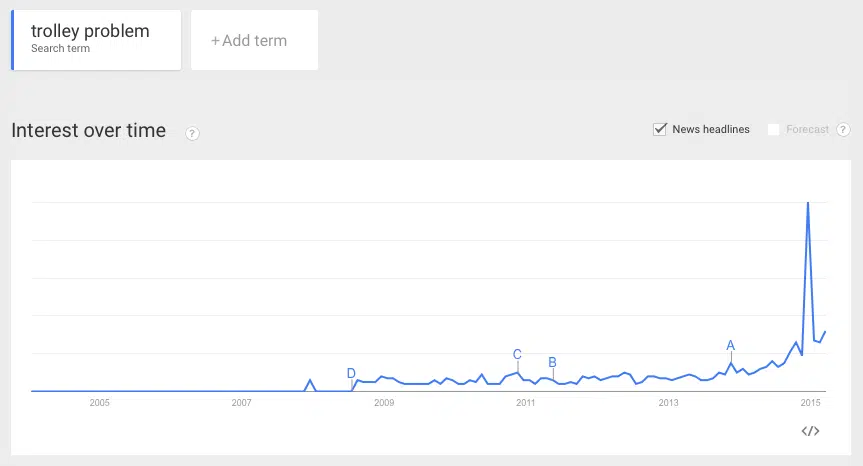 trolley problem
Search term
+Add term
Interest over time ?
News headlines
Forecast ?
A
C
B
D
2005 2007 2009 2011 2013 2015
</>